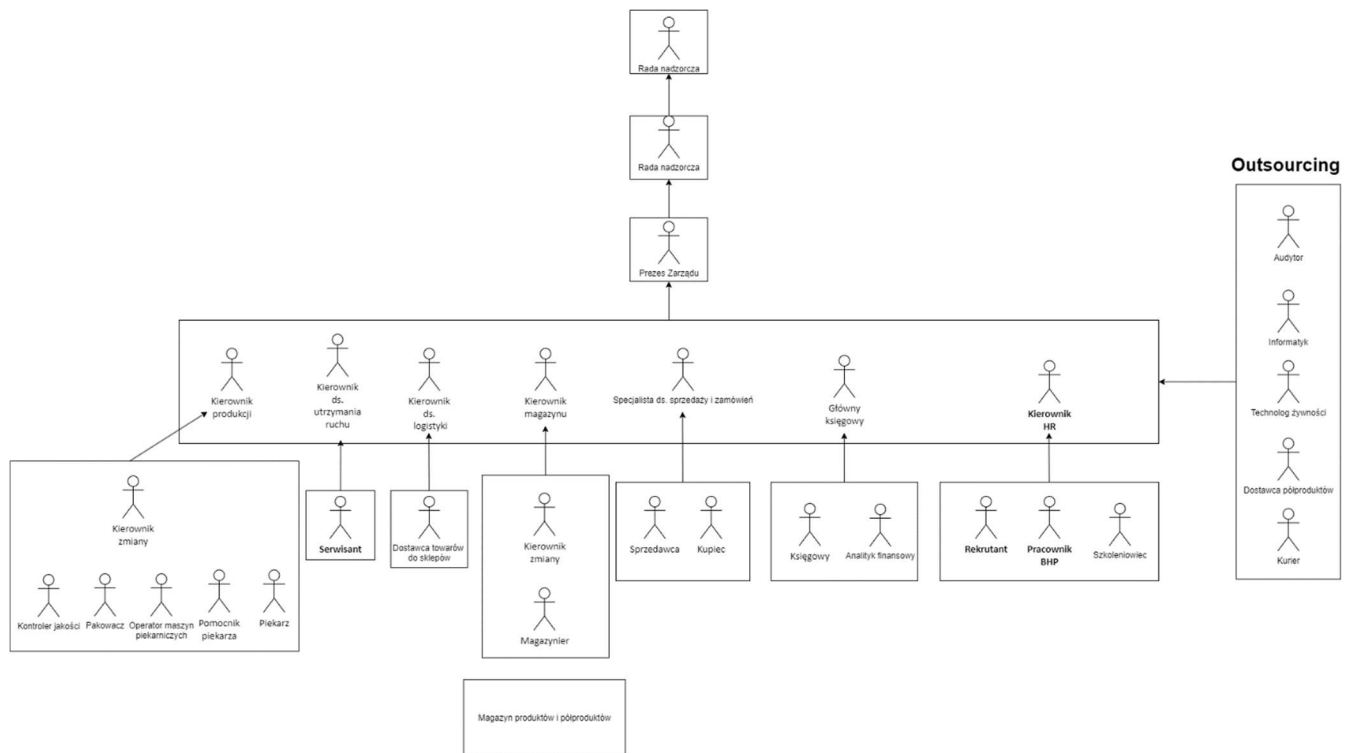 Rada nadzorcza
Rada nadzorcza
Prezes Zarządu
Outsourcing
Audytor
Informatyk
Technolog żywności
Dostawca półproduktów
Kurier
Kierownik
produkcji
Kierownik
ds.
utrzymania
ruchu
Kierownik
ds.
logistyki
Kierownik
magazynu
Specjalista ds. sprzedaży i zamówień
Główny
księgowy
Kierownik
HR
Kierownik
zmiany
Kontroler jakości
Pakowacz
Operator maszyn
piekarniczych
Pomocnik
piekarza
Piekarz
Serwisant
Dostawca towarów
do sklepów
Kierownik
zmiany
Magazynier
Sprzedawca
Kupiec
Księgowy
Analityk finansowy
Rekrutant
Pracownik
BHP
Szkoleniowiec
Magazyn produktów i półproduktów